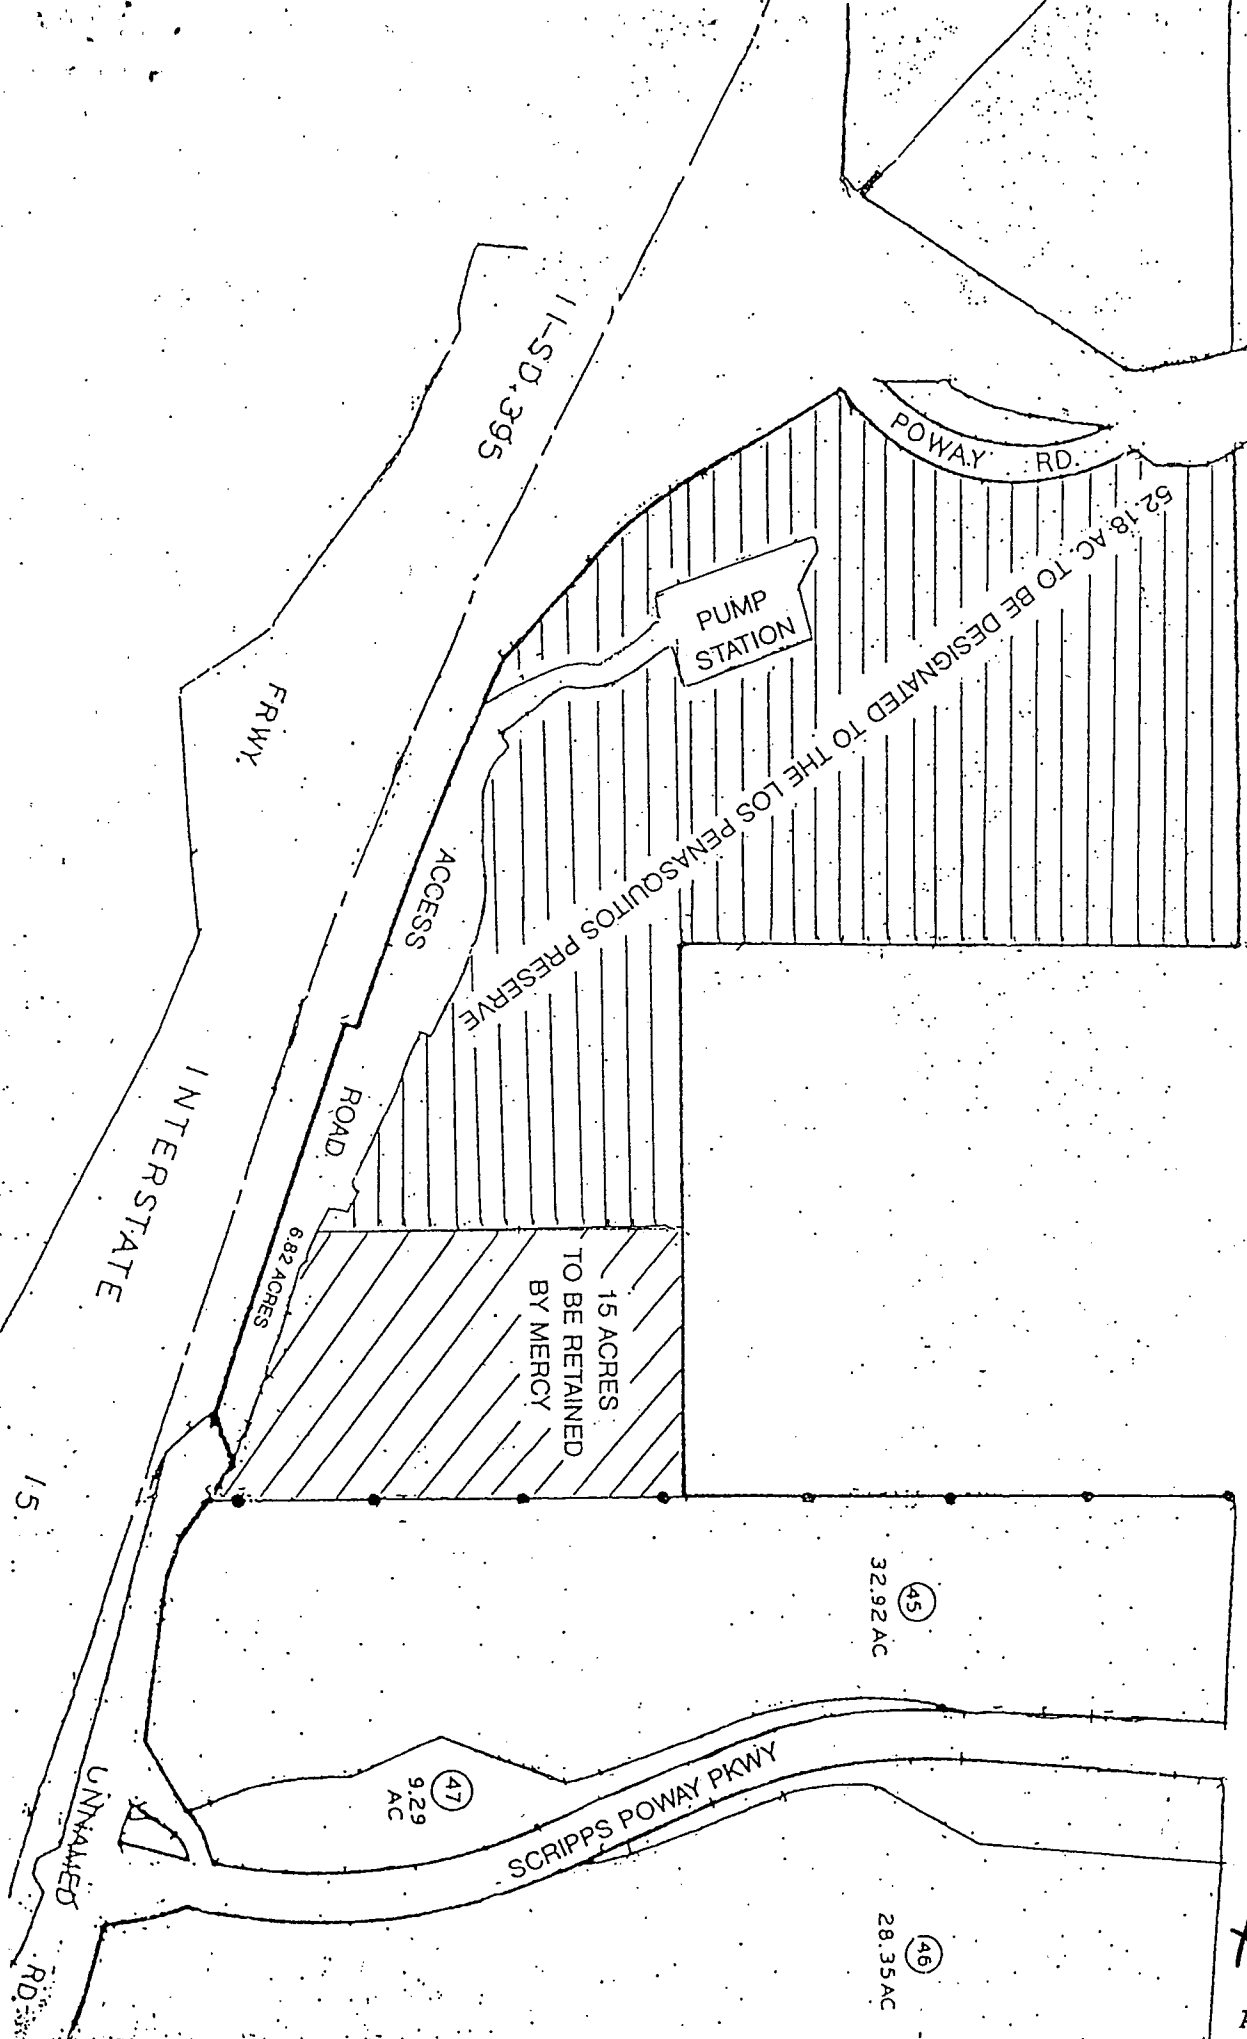 11-SD-395
POWAY RD.
52.18 AC. TO BE DESIGNATED TO THE LOS PENASQUITOS PRESERVE
PUMP
STATION
FRWY.
ACCESS ROAD
INTERSTATE
6.82 ACRES
15 ACRES
TO BE RETAINED
BY MERCY
15
45
32.92 AC
47
9.29
AC
SCRIPPS POWAY PKWY
UNNAMED RD.
46
28.35 AC